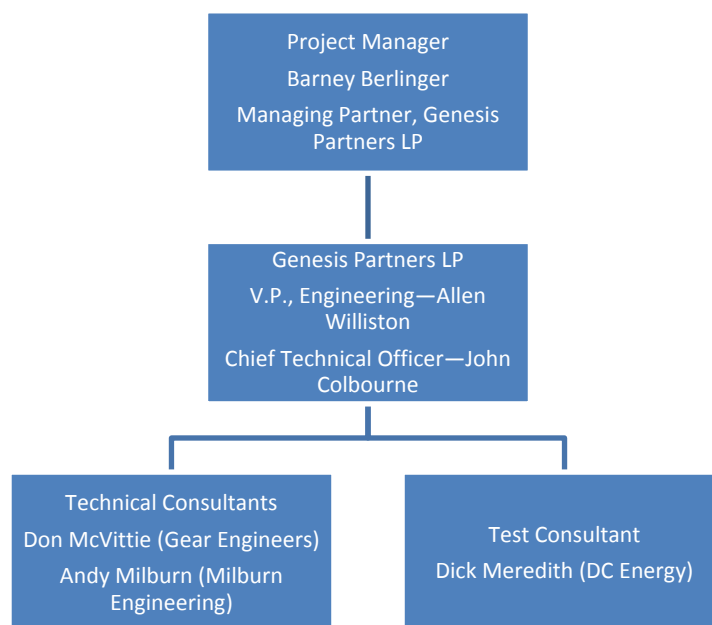 Project Manager
Barney Berlinger
Managing Partner, Genesis
Partners LP
Genesis Partners LP
V.P., Engineering—Allen
Williston
Chief Technical Officer—John
Colbourne
Technical Consultants
Don McVittie (Gear Engineers)
Andy Milburn (Milburn
Engineering)
Test Consultant
Dick Meredith (DC Energy)